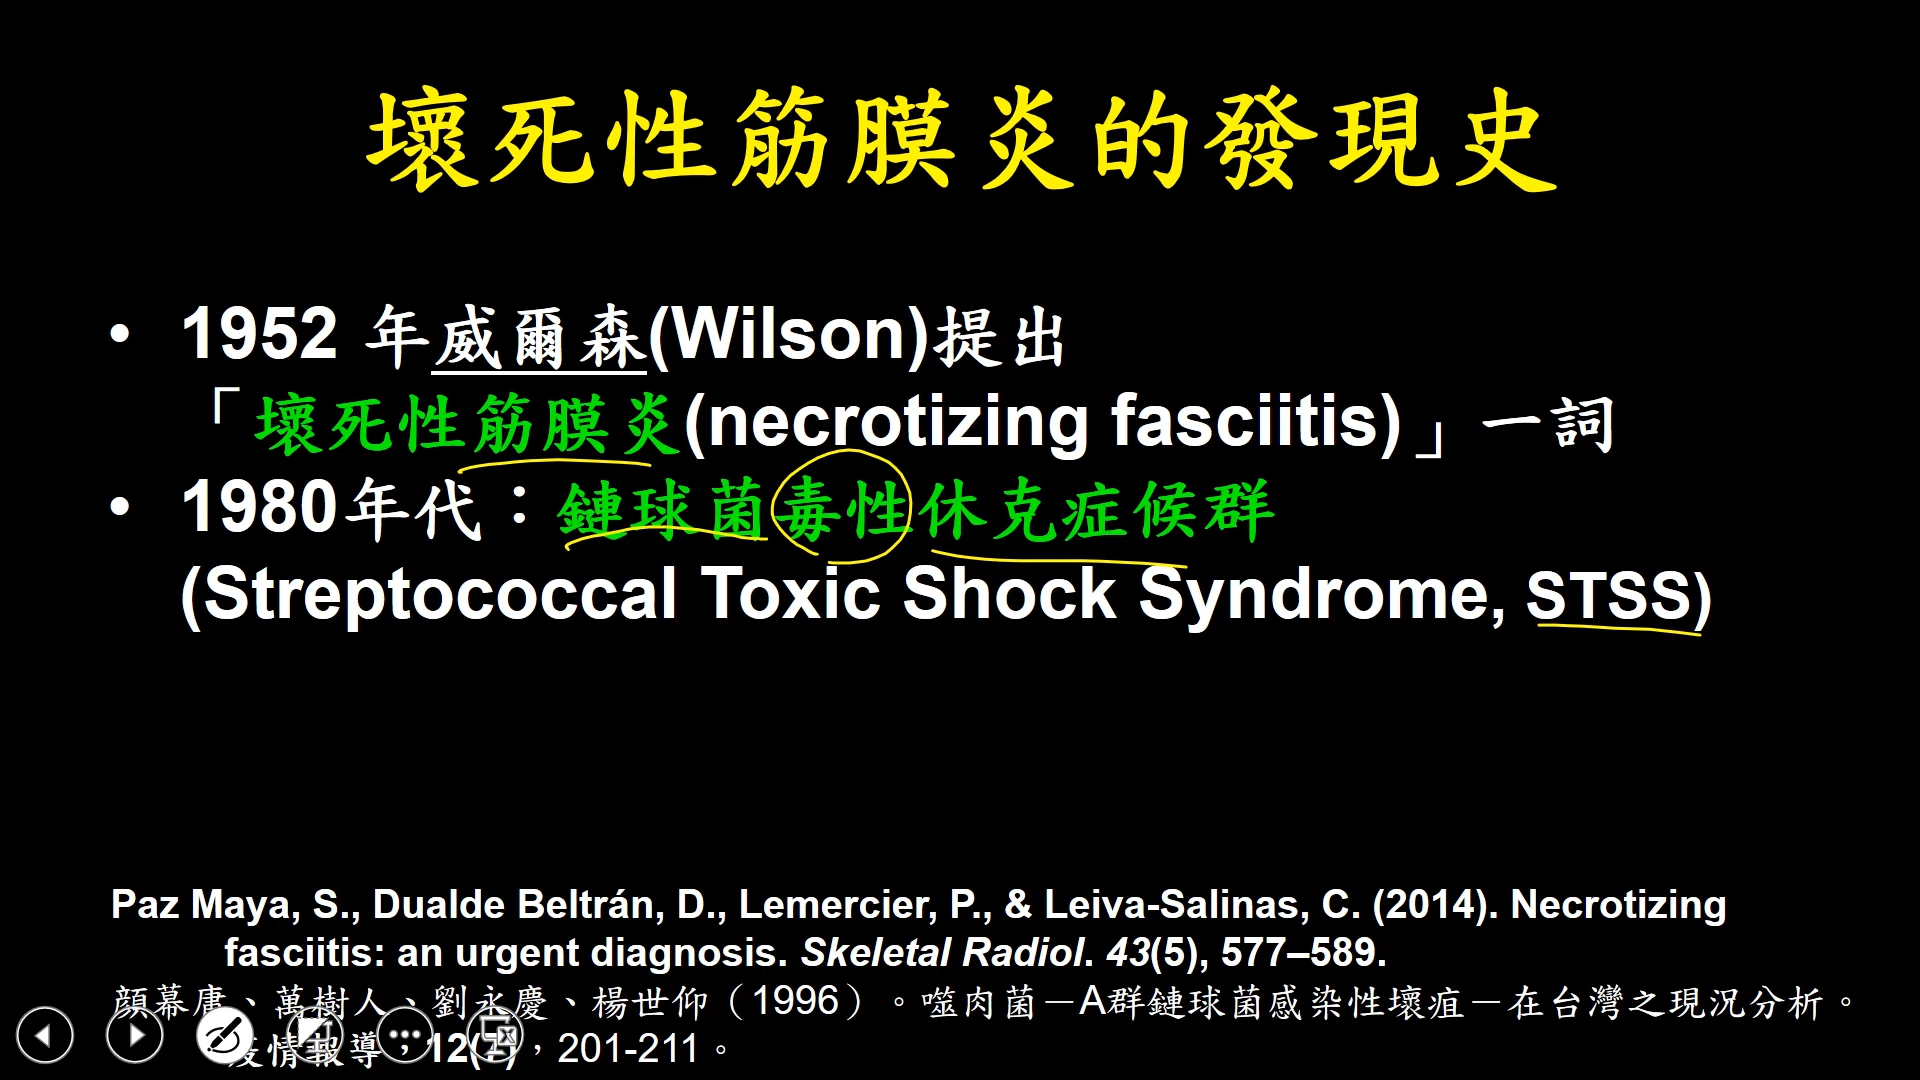 壞死性筋膜炎的發現史
• 1952 年威爾森(Wilson)提出
「壞死性筋膜炎(necrotizing fasciitis)」一詞
• 1980年代：鏈球菌毒性休克症候群
(Streptococcal Toxic Shock Syndrome, STSS)
Paz Maya, S., Dualde Beltrán, D., Lemercier, P., & Leiva-Salinas, C. (2014). Necrotizing
fasciitis: an urgent diagnosis. Skeletal Radiol. 43(5), 577–589.
顏慕庸、萬樹人、劉永慶、楊世仰（1996）。噬肉菌－A群鏈球菌感染性壞疽－在台灣之現況分析。
疫情報導，12(7)，201-211。